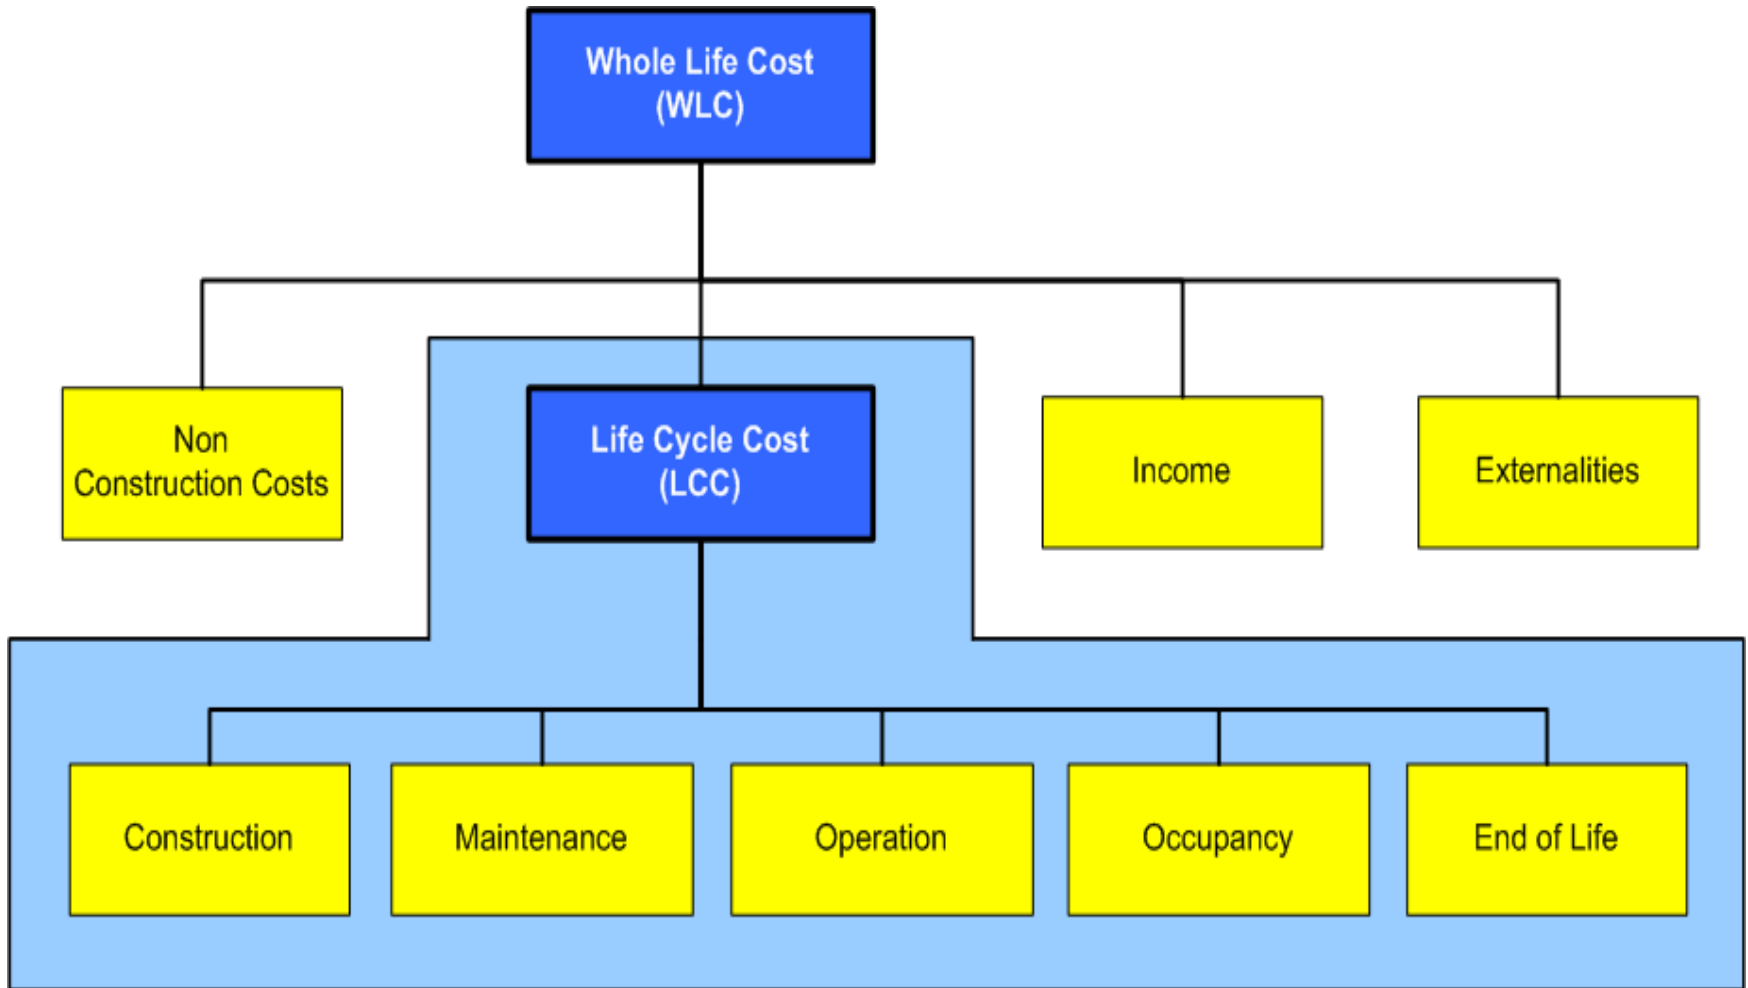 Whole Life Cost
(WLC)
Non
Construction Costs
Life Cycle Cost
(LCC)
Income
Externalities
Construction
Maintenance
Operation
Occupancy
End of Life